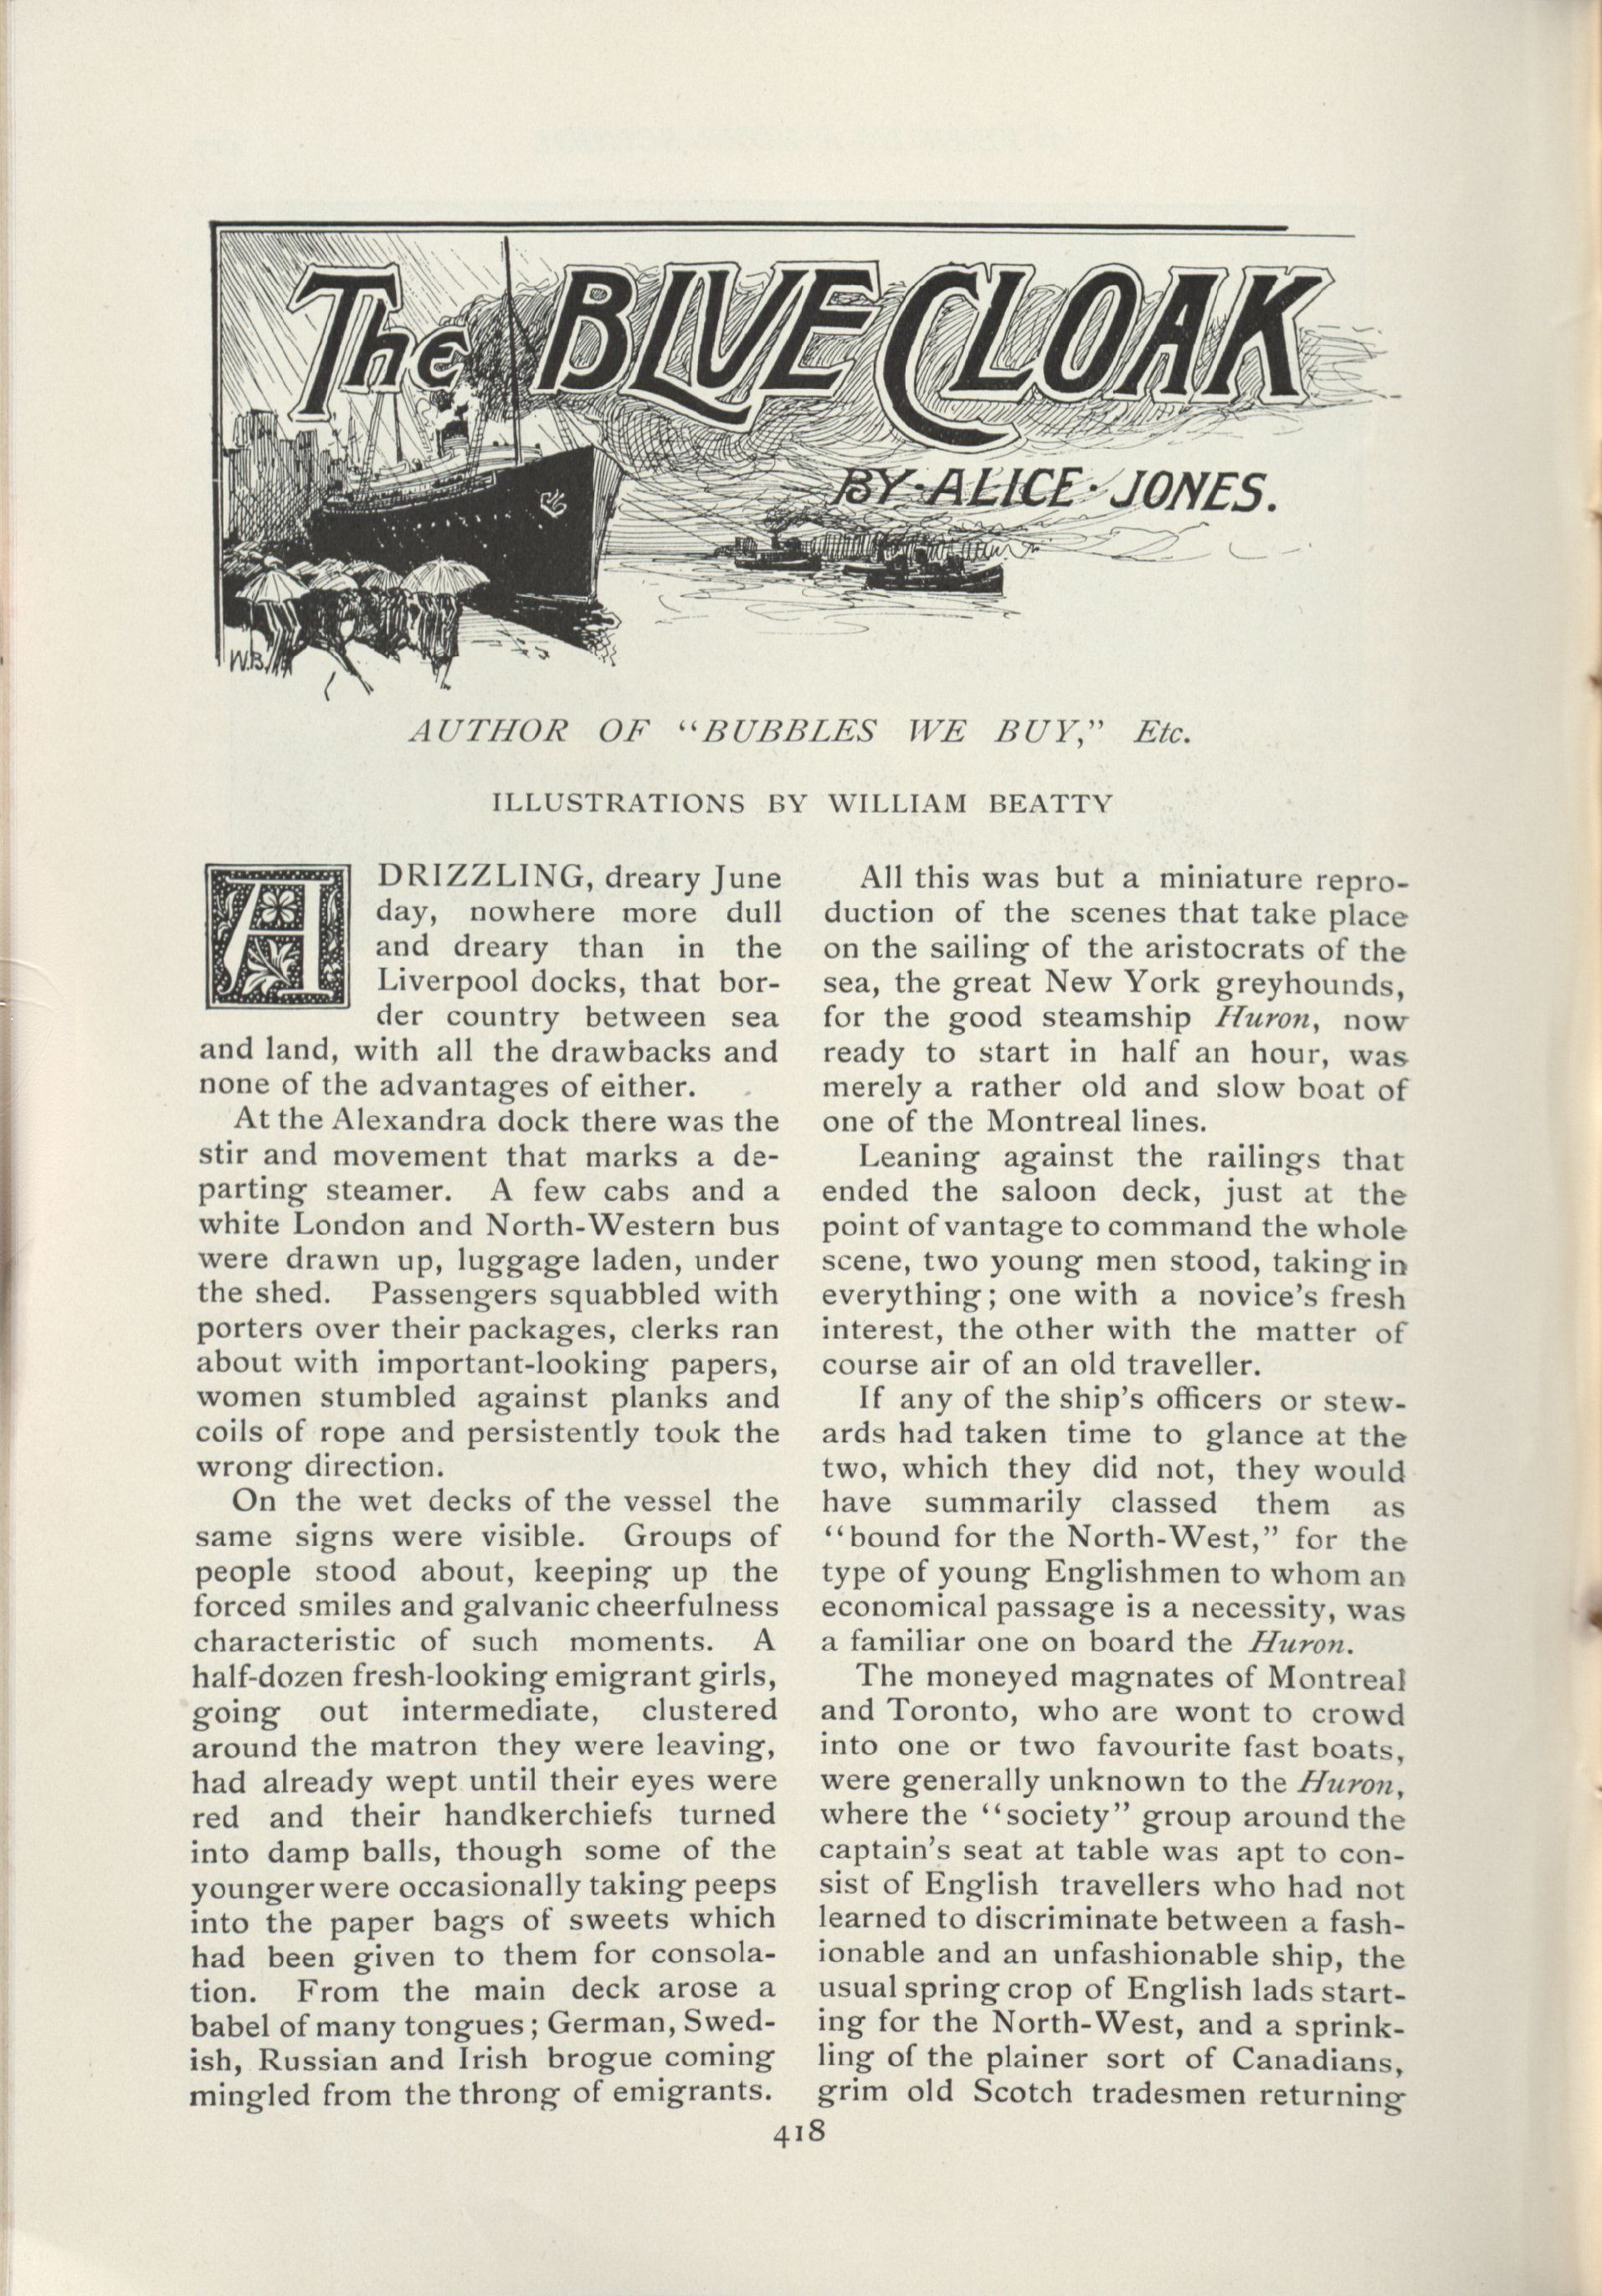 The BLVE CLOAK
BY · ALICE · JONES.
W.B.
AUTHOR OF “BUBBLES WE BUY,” Etc.
ILLUSTRATIONS BY WILLIAM BEATTY
A DRIZZLING, dreary June
day, nowhere more dull
and dreary than in the
Liverpool docks, that bor-
der country between sea
and land, with all the drawbacks and
none of the advantages of either.
At the Alexandra dock there was the
stir and movement that marks a de-
parting steamer. A few cabs and a
white London and North-Western bus
were drawn up, luggage laden, under
the shed. Passengers squabbled with
porters over their packages, clerks ran
about with important-looking papers,
women stumbled against planks and
coils of rope and persistently took the
wrong direction.
On the wet decks of the vessel the
same signs were visible. Groups of
people stood about, keeping up the
forced smiles and galvanic cheerfulness
characteristic of such moments. A
half-dozen fresh-looking emigrant girls,
going out intermediate, clustered
around the matron they were leaving,
had already wept until their eyes were
red and their handkerchiefs turned
into damp balls, though some of the
younger were occasionally taking peeps
into the paper bags of sweets which
had been given to them for consola-
tion. From the main deck arose a
babel of many tongues; German, Swed-
ish, Russian and Irish brogue coming
mingled from the throng of emigrants.
All this was but a miniature repro-
duction of the scenes that take place
on the sailing of the aristocrats of the
sea, the great New York greyhounds,
for the good steamship Huron, now
ready to start in half an hour, was
merely a rather old and slow boat of
one of the Montreal lines.
Leaning against the railings that
ended the saloon deck, just at the
point of vantage to command the whole
scene, two young men stood, taking in
everything; one with a novice’s fresh
interest, the other with the matter of
course air of an old traveller.
If any of the ship’s officers or stew-
ards had taken time to glance at the
two, which they did not, they would
have summarily classed them as
“bound for the North-West,” for the
type of young Englishmen to whom an
economical passage is a necessity, was
a familiar one on board the Huron.
The moneyed magnates of Montreal
and Toronto, who are wont to crowd
into one or two favourite fast boats,
were generally unknown to the Huron,
where the “society” group around the
captain’s seat at table was apt to con-
sist of English travellers who had not
learned to discriminate between a fash-
ionable and an unfashionable ship, the
usual spring crop of English lads start-
ing for the North-West, and a sprink-
ling of the plainer sort of Canadians,
grim old Scotch tradesmen returning
418